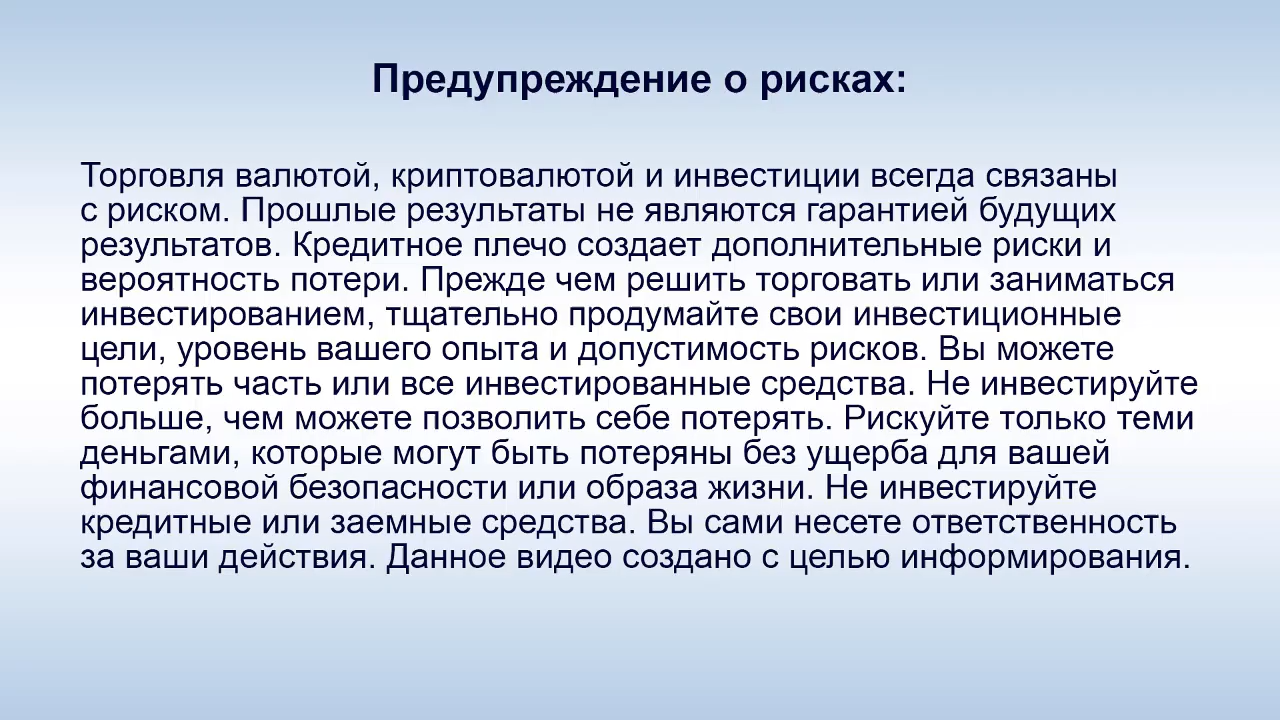 Предупреждение о рисках:
Торговля валютой, криптовалютой и инвестиции всегда связаны
с риском. Прошлые результаты не являются гарантией будущих
результатов. Кредитное плечо создает дополнительные риски и
вероятность потери. Прежде чем решить торговать или заниматься
инвестированием, тщательно продумайте свои инвестиционные
цели, уровень вашего опыта и допустимость рисков. Вы можете
потерять часть или все инвестированные средства. Не инвестируйте
больше, чем можете позволить себе потерять. Рискуйте только теми
деньгами, которые могут быть потеряны без ущерба для вашей
финансовой безопасности или образа жизни. Не инвестируйте
кредитные или заемные средства. Вы сами несете ответственность
за ваши действия. Данное видео создано с целью информирования.